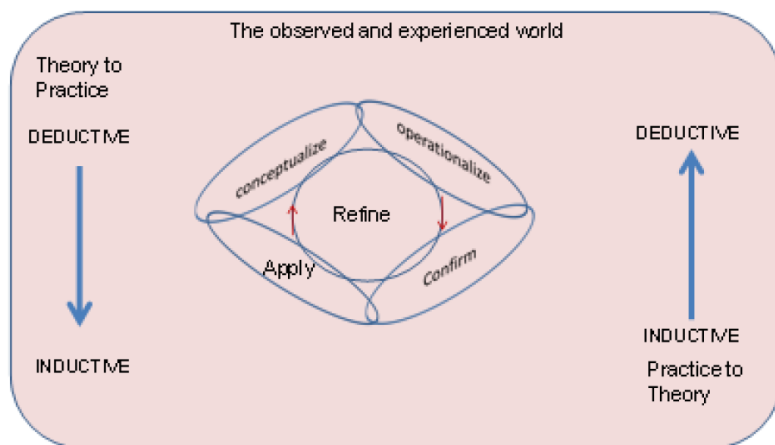 The observed and experienced world
Theory to
Practice
DEDUCTIVE
INDUCTIVE
conceptualize
operationalize
Refine
Apply
Confirm
DEDUCTIVE
INDUCTIVE
Practice to
Theory